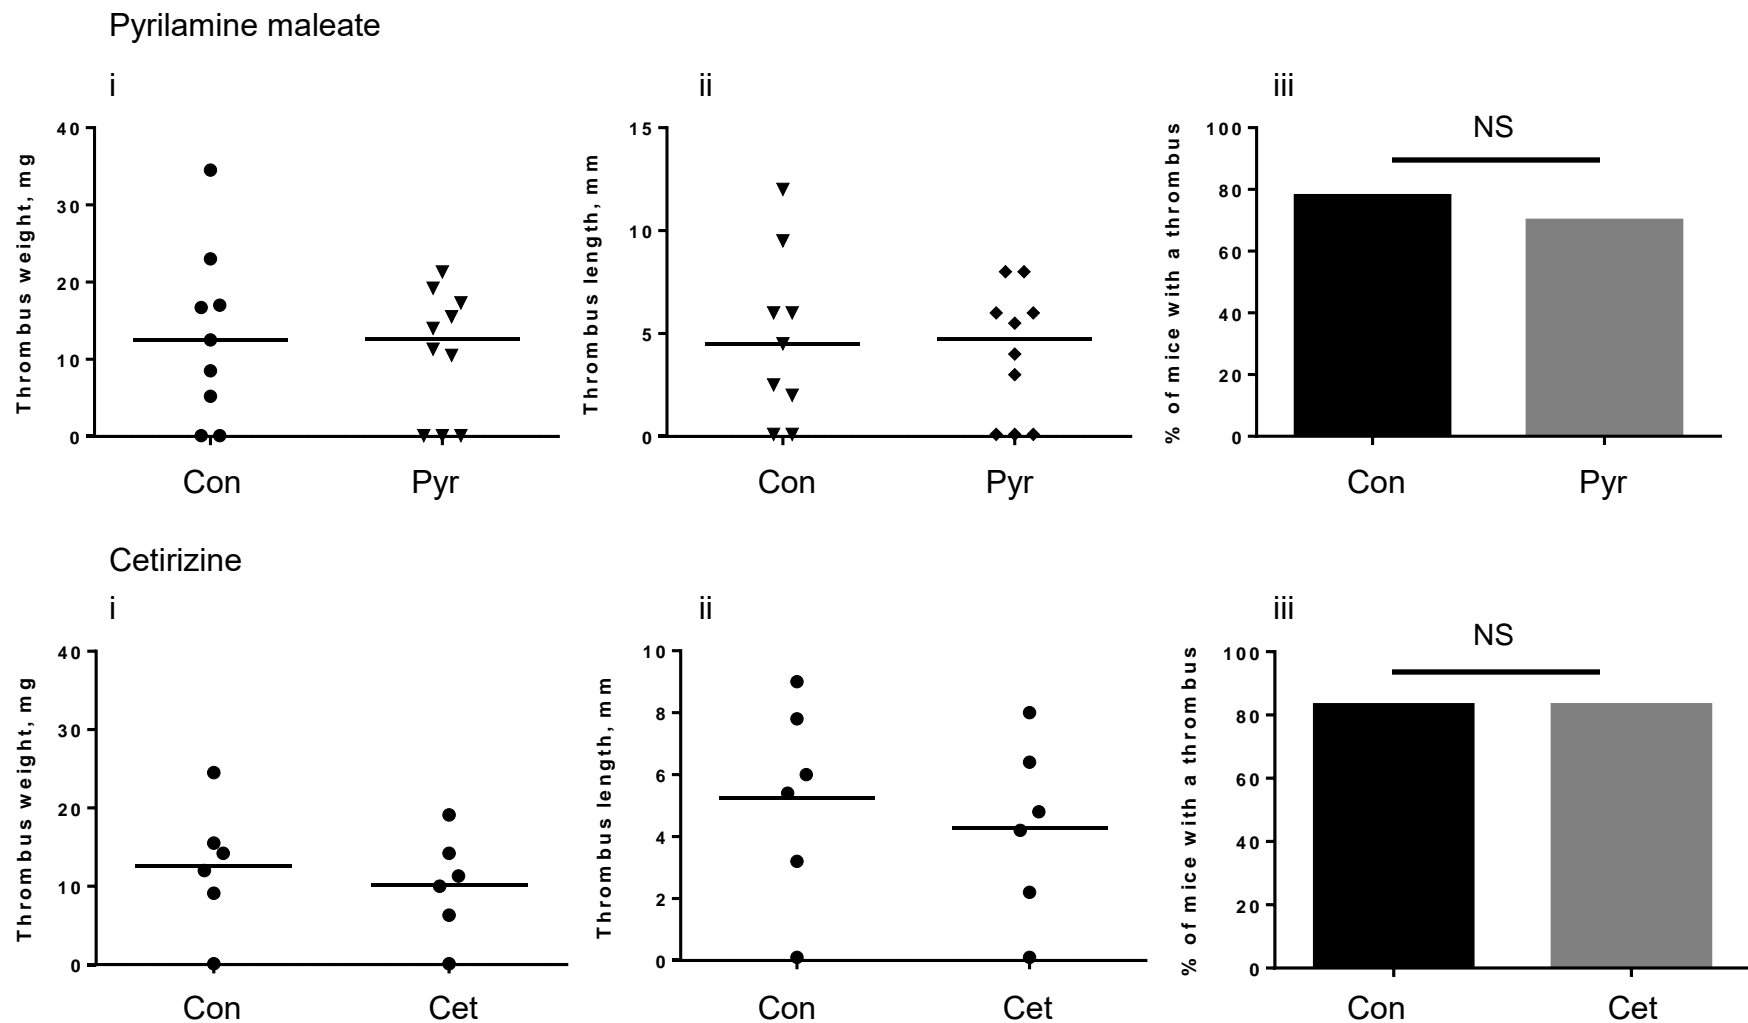 Pyrilamine maleate
i
Thrombus weight, mg
40
30
20
10
0
Con Pyr
ii
Thrombus length, mm
15
10
5
0
Con Pyr
iii
% of mice with a thrombus
100
80
60
40
20
0
NS
Con Pyr
Cetirizine
i
Thrombus weight, mg
40
30
20
10
0
Con Cet
ii
Thrombus length, mm
10
8
6
4
2
0
Con Cet
iii
% of mice with a thrombus
100
80
60
40
20
0
NS
Con Cet